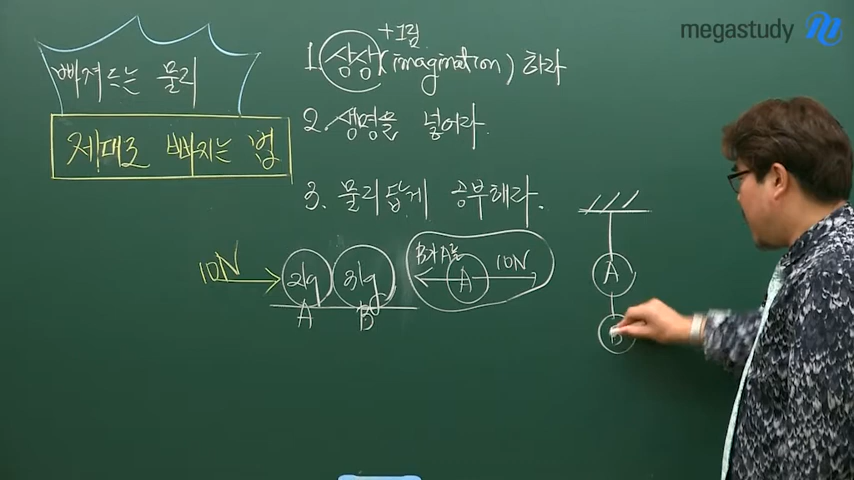 megastudy
빠져드는 물리
제대로 빠지는 법
+그림
1. 상상 (imagination) 하라
2. 생명을 넣어라.
3. 물리답게 공부해라.
10N
2kg
3kg
A
B
B가 A를
A
10N
A
B